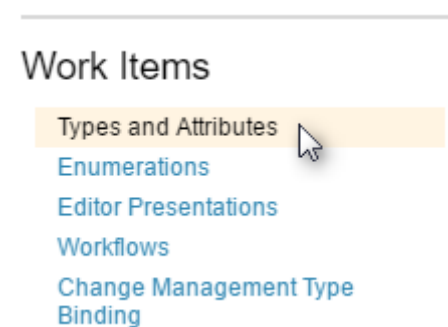 Work Items
Types and Attributes
Enumerations
Editor Presentations
Workflows
Change Management Type
Binding